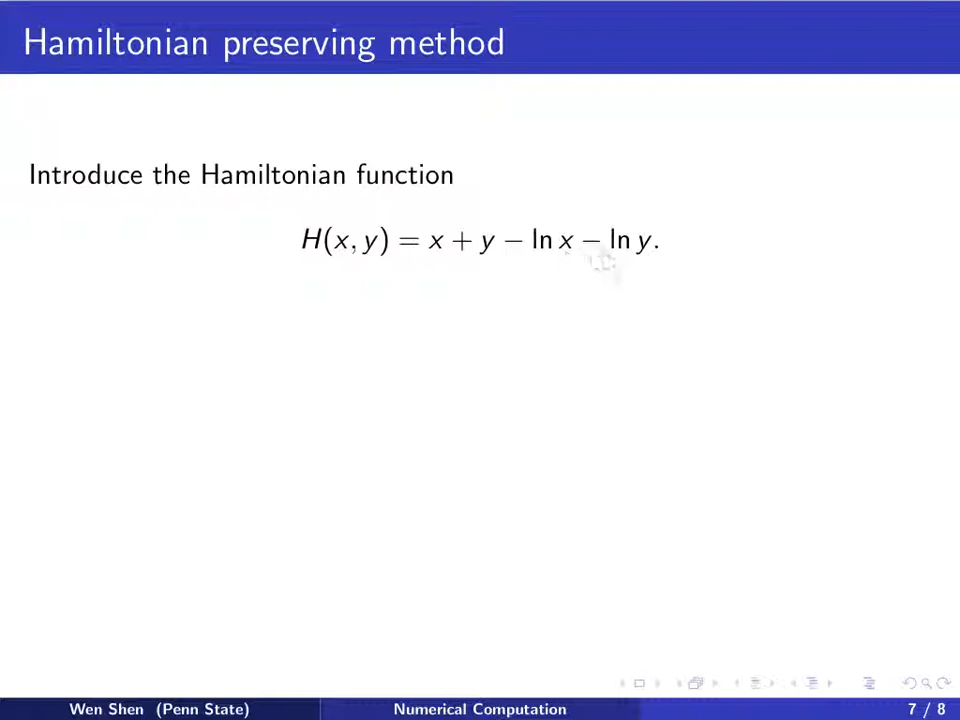 Hamiltonian preserving method
Introduce the Hamiltonian function
H(x, y) = x + y − ln x − ln y.
Wen Shen (Penn State)
Numerical Computation
7 / 8